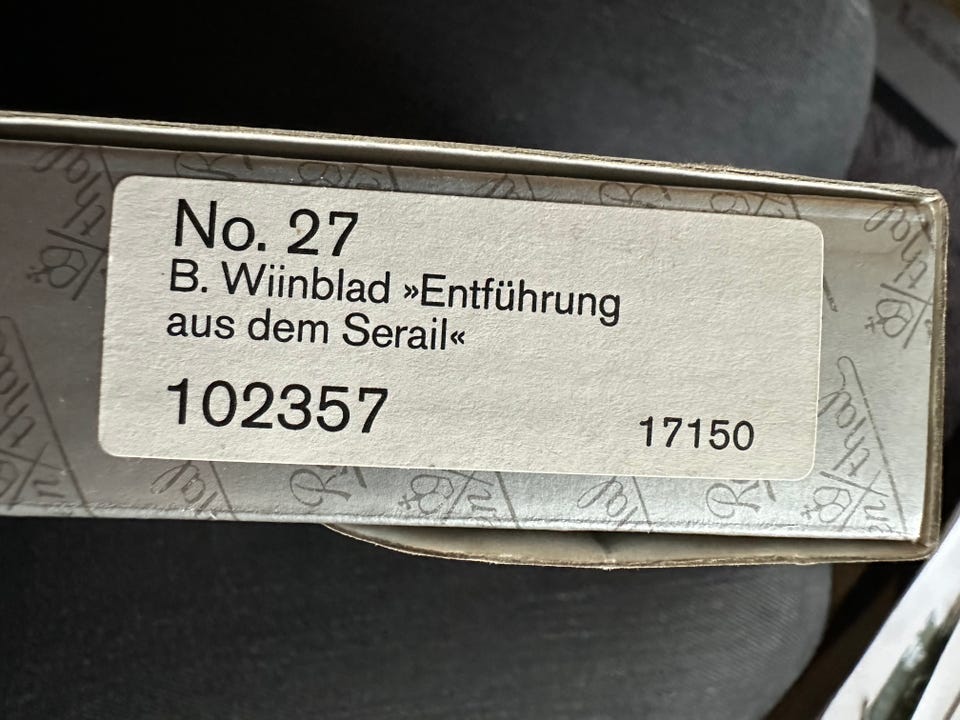 No. 27
B. Wiinblad »Entführung
aus dem Serail«
102357
17150